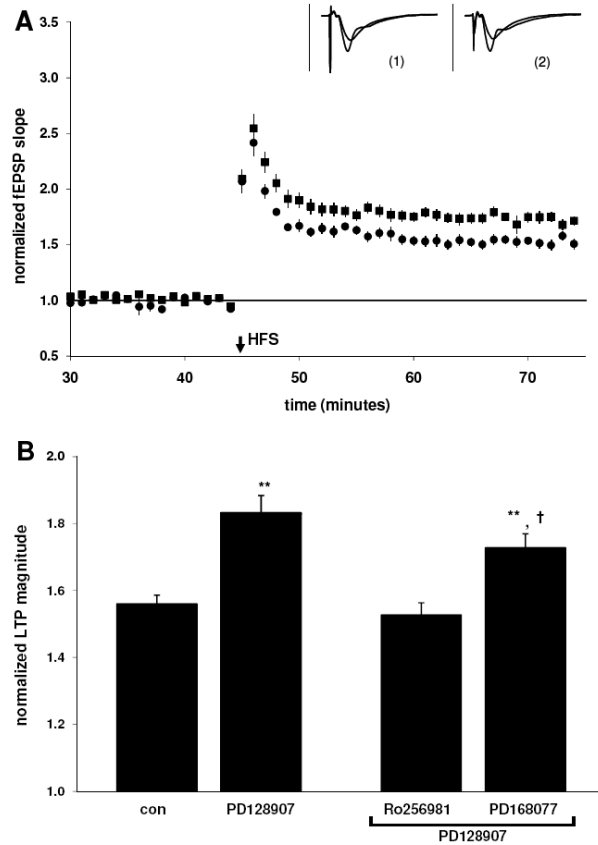 A
3.5
3.0
2.5
2.0
1.5
1.0
0.5
normalized fEPSP slope
(1)
(2)
HFS
30
40
50
60
70
time (minutes)
B
2.0
1.8
1.6
1.4
1.2
1.0
normalized LTP magnitude
**
** , †
con
PD128907
Ro256981
PD168077
PD128907